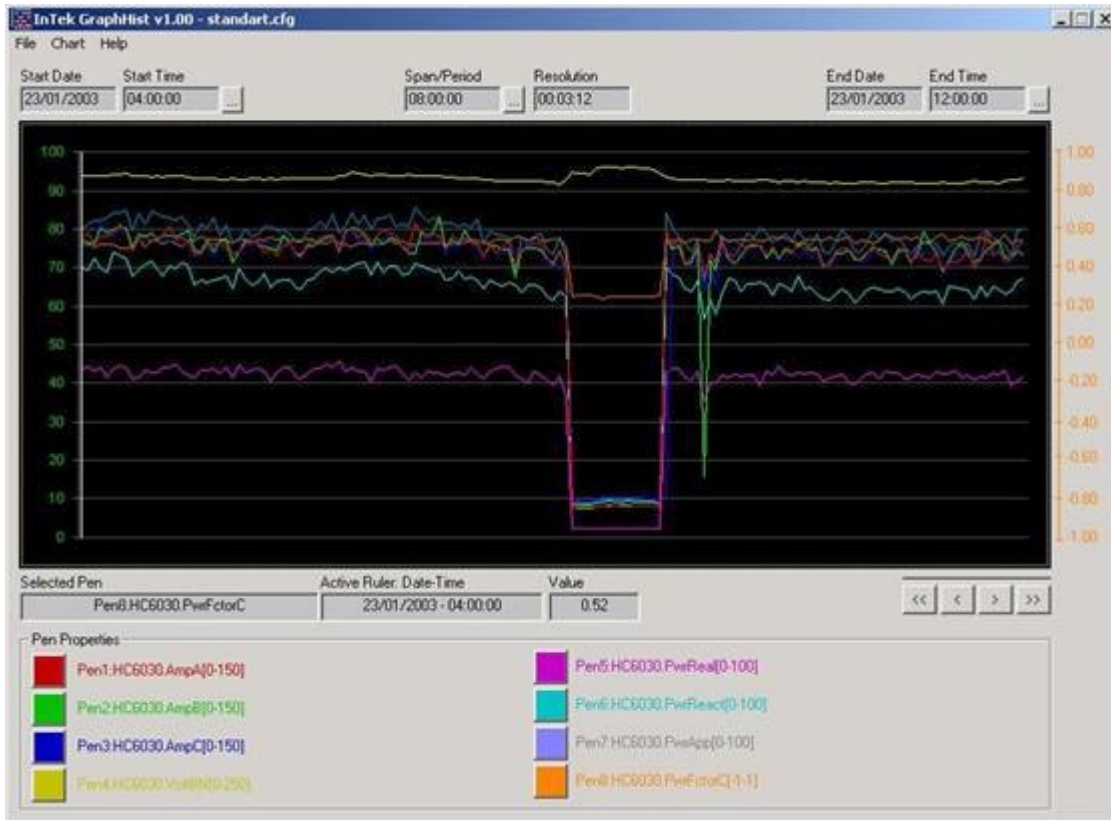 InTek GraphHist v1.00 - standart.cfg
File Chart Help
Start Date Start Time Span/Period Resolution End Date End Time
23/01/2003 04:00:00 ... 08:00:00 ... 00:03:12 23/01/2003 12:00:00 ...
100 1.00
90 0.80
80 0.60
70 0.40
60 0.20
50 0.00
40 -0.20
30 -0.40
20 -0.60
10 -0.80
0 -1.00
Selected Pen Active Ruler: Date-Time Value
Pen8:HC6030.PwrFctorC 23/01/2003 - 04:00:00 0.52 << < > >>
Pen Properties
Pen1:HC6030.AmpA[0-150] Pen5:HC6030.PwrReal[0-100]
Pen2:HC6030.AmpB[0-150] Pen6:HC6030.PwrReact[0-100]
Pen3:HC6030.AmpC[0-150] Pen7:HC6030.PwrApp[0-100]
Pen8:HC6030.PwrFctorC[-1-1]